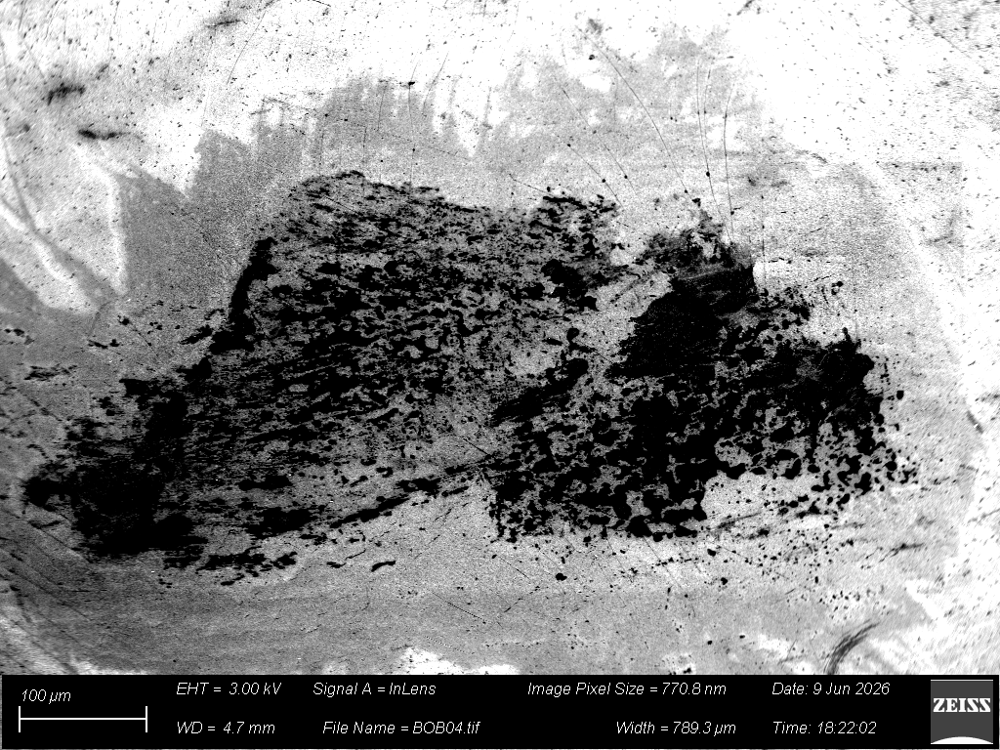 100 µm
EHT = 3.00 kV Signal A = InLens Image Pixel Size = 770.8 nm Date: 9 Jun 2026
WD = 4.7 mm File Name = BOB04.tif Width = 789.3 µm Time: 18:22:02
ZEISS